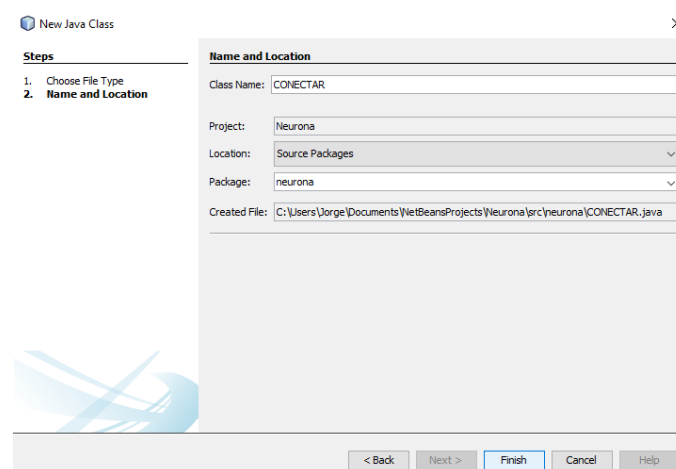 New Java Class
Steps
1. Choose File Type
2. Name and Location
Name and Location
Class Name: CONECTAR
Project: Neurona
Location: Source Packages
Package: neurona
Created File: C:\Users\Jorge\Documents\NetBeansProjects\Neurona\src\neurona\CONECTAR.java
< Back Next > Finish Cancel Help